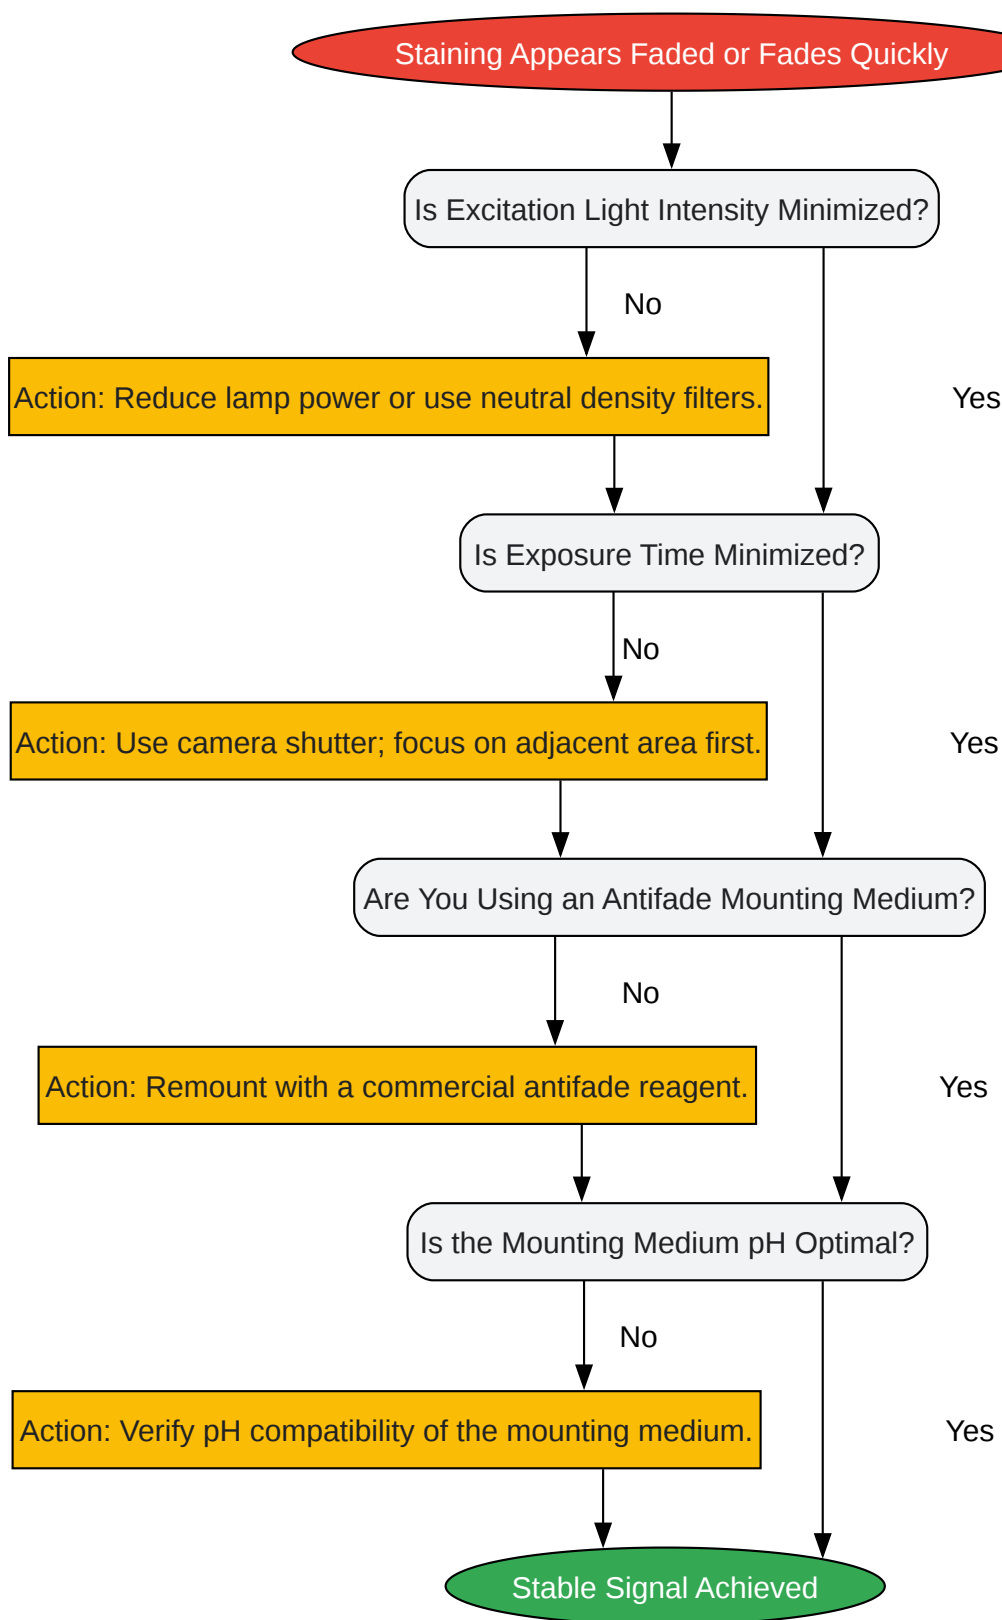 Staining Appears Faded or Fades Quickly
Is Excitation Light Intensity Minimized?
No
Action: Reduce lamp power or use neutral density filters.
Yes
Is Exposure Time Minimized?
No
Action: Use camera shutter; focus on adjacent area first.
Yes
Are You Using an Antifade Mounting Medium?
No
Action: Remount with a commercial antifade reagent.
Yes
Is the Mounting Medium pH Optimal?
No
Action: Verify pH compatibility of the mounting medium.
Yes
Stable Signal Achieved